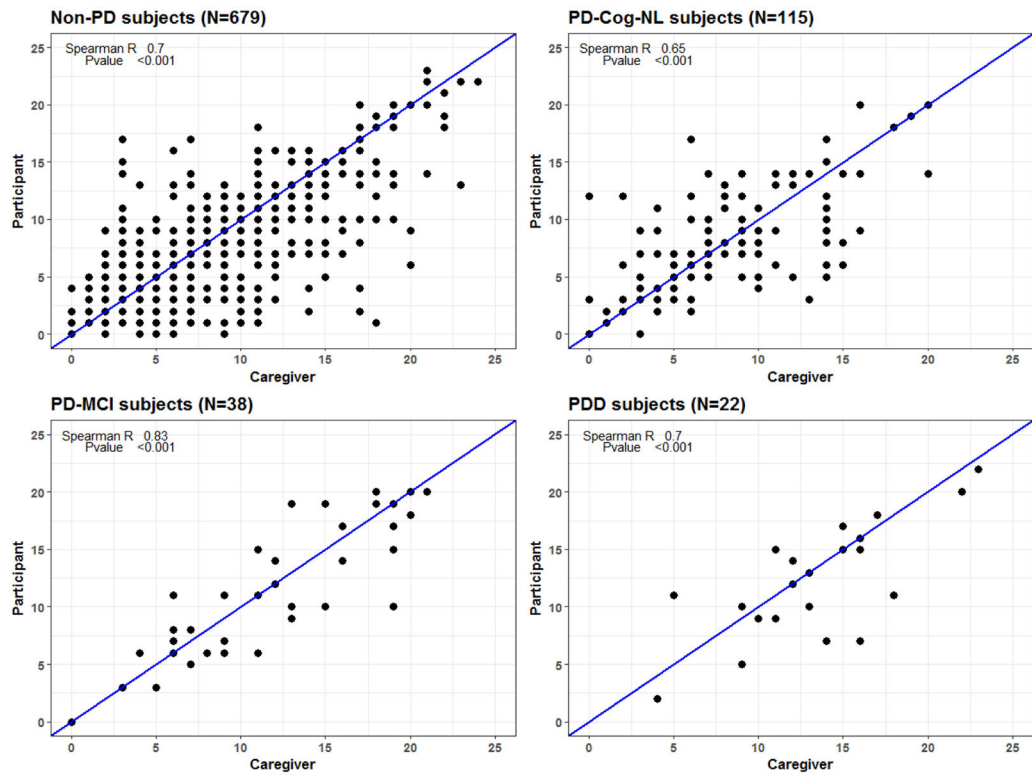 Non-PD subjects (N=679)
Spearman R 0.7
Pvalue <0.001
25
20
15
10
5
0
Participant
0 5 10 15 20 25
Caregiver
PD-Cog-NL subjects (N=115)
Spearman R 0.65
Pvalue <0.001
25
20
15
10
5
0
Participant
0 5 10 15 20 25
Caregiver
PD-MCI subjects (N=38)
Spearman R 0.83
Pvalue <0.001
25
20
15
10
5
0
Participant
0 5 10 15 20 25
Caregiver
PDD subjects (N=22)
Spearman R 0.7
Pvalue <0.001
25
20
15
10
5
0
Participant
0 5 10 15 20 25
Caregiver